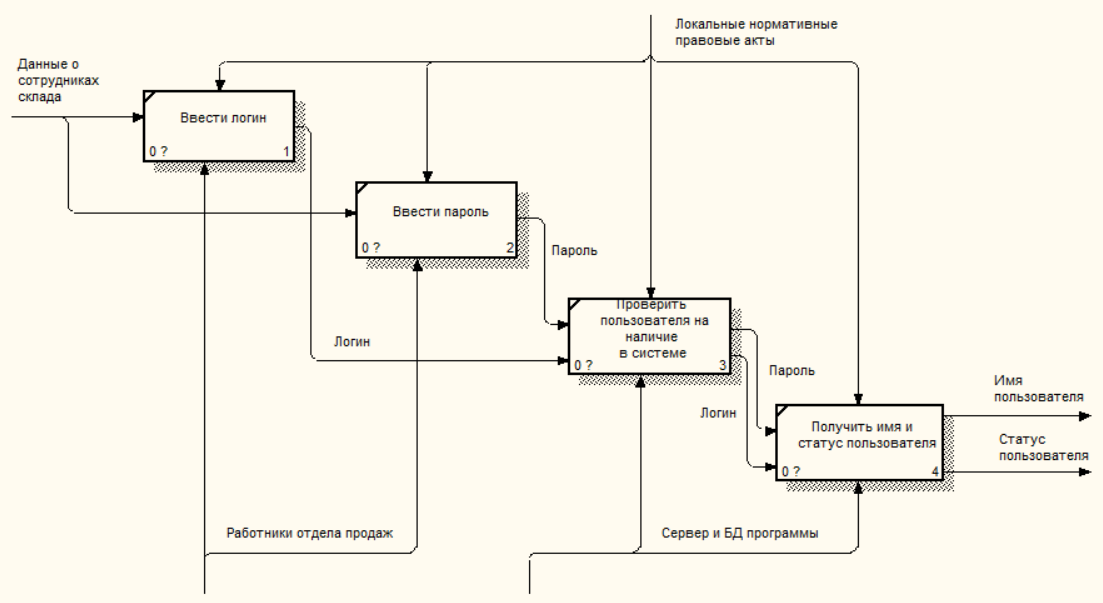 Локальные нормативные
правовые акты
Данные о
сотрудниках
склада
Ввести логин
0 ? 1
Ввести пароль
0 ? 2
Пароль
Проверить
пользователя на
наличие
в системе
0 ? 3
Логин
Пароль
Логин
Получить имя и
статус пользователя
0 ? 4
Имя
пользователя
Статус
пользователя
Работники отдела продаж
Сервер и БД программы